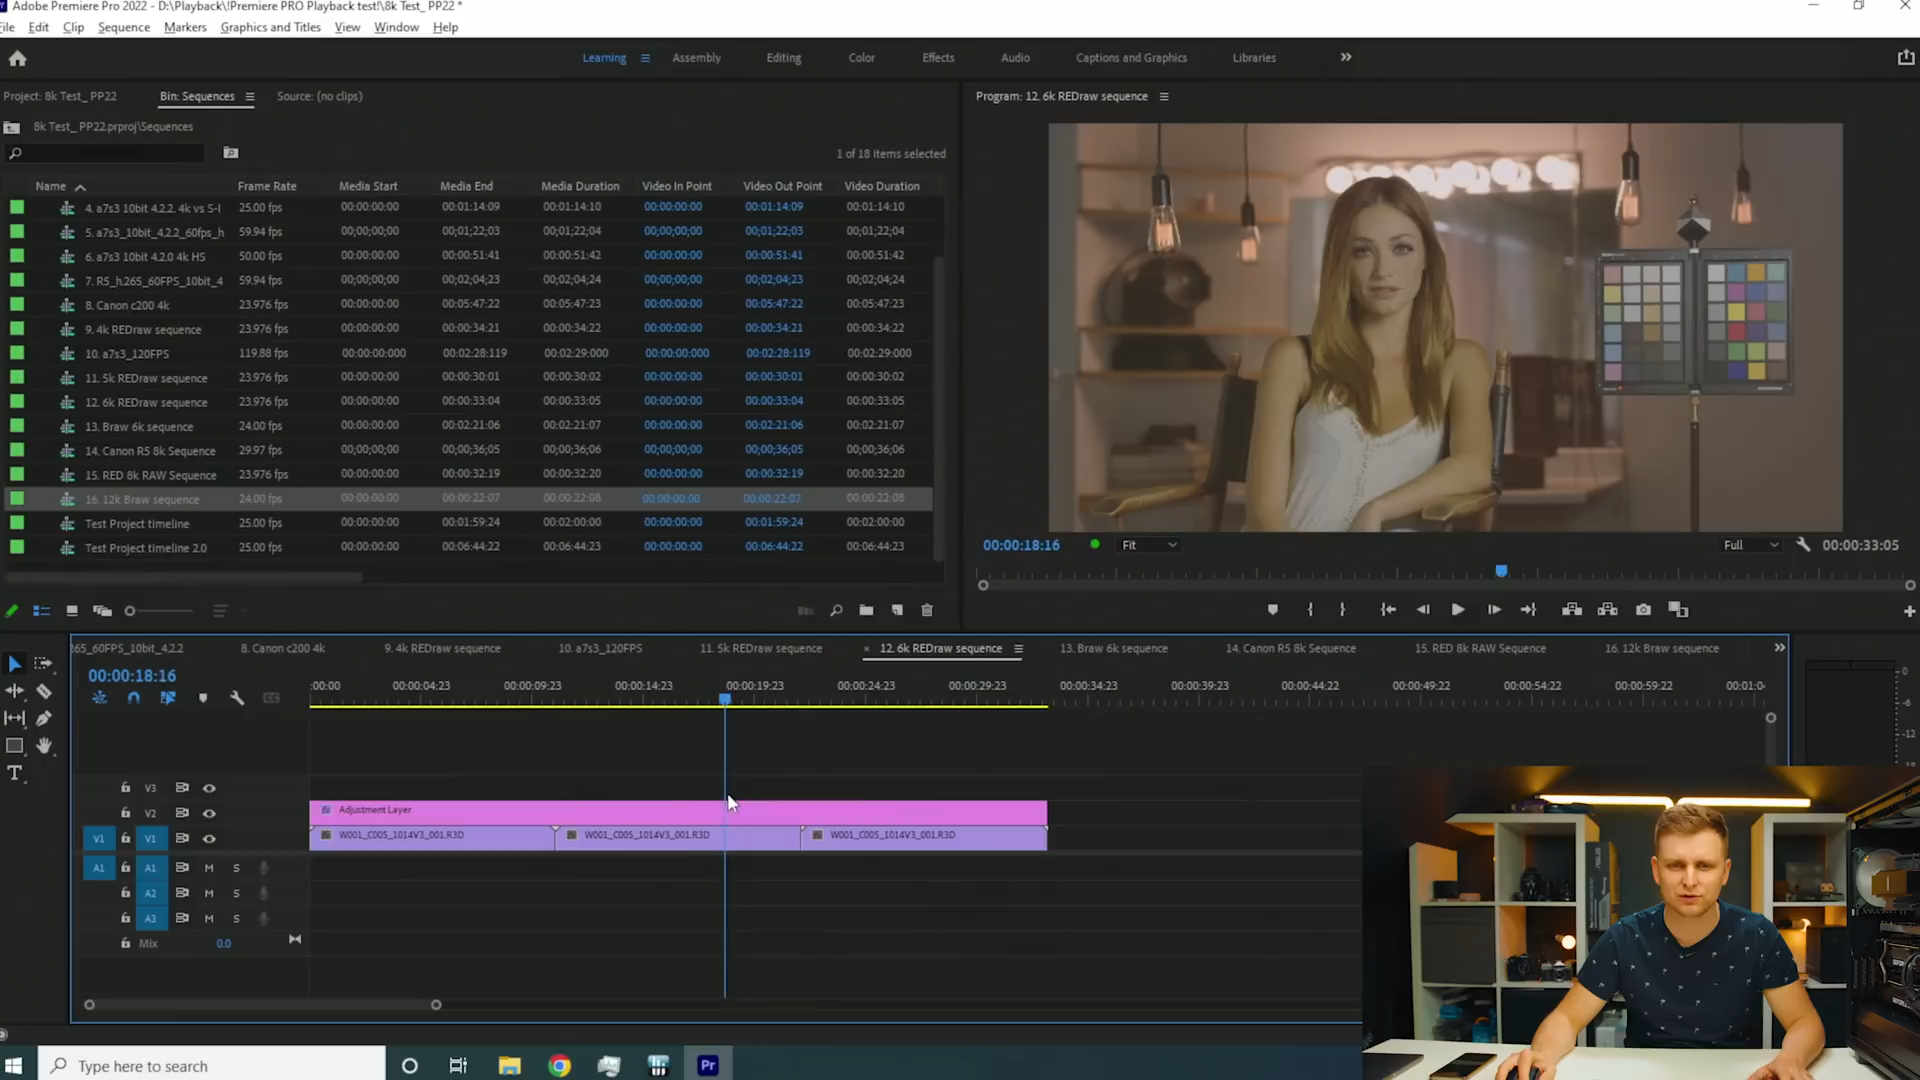 Adobe Premiere Pro 2022 - D:\Playback\!Premiere PRO Playback test!\8k Test_ PP22 *
File Edit Clip Sequence Markers Graphics and Titles View Window Help
Learning Assembly Editing Color Effects Audio Captions and Graphics Libraries
Project: 8k Test_ PP22 Bin: Sequences Source: (no clips)
8k Test_ PP22.prproj\Sequences
1 of 18 items selected
Name Frame Rate Media Start Media End Media Duration Video In Point Video Out Point Video Duration
4. a7s3 10bit 4.2.2. 4k vs S-I 25.00 fps 00:00:00:00 00:01:14:09 00:01:14:10 00:00:00:00 00:01:14:09 00:01:14:10
5. a7s3_10bit_4.2.2_60fps_h 59.94 fps 00;00;00;00 00;01;22;03 00;01;22;04 00;00;00;00 00;01;22;03 00;01;22;04
6. a7s3 10bit 4.2.0 4k HS 50.00 fps 00:00:00:00 00:00:51:41 00:00:51:42 00:00:00:00 00:00:51:41 00:00:51:42
7. R5_h.265_60FPS_10bit_4 59.94 fps 00;00;00;00 00;02;04;23 00;02;04;24 00;00;00;00 00;02;04;23 00;02;04;24
8. Canon c200 4k 23.976 fps 00:00:00:00 00:05:47:22 00:05:47:23 00:00:00:00 00:05:47:22 00:05:47:23
9. 4k REDraw sequence 23.976 fps 00:00:00:00 00:00:34:21 00:00:34:22 00:00:00:00 00:00:34:21 00:00:34:22
10. a7s3_120FPS 119.88 fps 00:00:00:000 00:02:28:119 00:02:29:000 00:00:00:000 00:02:28:119 00:02:29:000
11. 5k REDraw sequence 23.976 fps 00:00:00:00 00:00:30:01 00:00:30:02 00:00:00:00 00:00:30:01 00:00:30:02
12. 6k REDraw sequence 23.976 fps 00:00:00:00 00:00:33:04 00:00:33:05 00:00:00:00 00:00:33:04 00:00:33:05
13. Braw 6k sequence 24.00 fps 00:00:00:00 00:02:21:06 00:02:21:07 00:00:00:00 00:02:21:06 00:02:21:07
14. Canon R5 8k Sequence 29.97 fps 00;00;00;00 00;00;36;05 00;00;36;06 00;00;00;00 00;00;36;05 00;00;36;06
15. RED 8k RAW Sequence 23.976 fps 00:00:00:00 00:00:32:19 00:00:32:20 00:00:00:00 00:00:32:19 00:00:32:20
16. 12k Braw sequence 24.00 fps 00:00:00:00 00:00:22:07 00:00:22:08 00:00:00:00 00:00:22:07 00:00:22:08
Test Project timeline 25.00 fps 00:00:00:00 00:01:59:24 00:02:00:00 00:00:00:00 00:01:59:24 00:02:00:00
Test Project timeline 2.0 25.00 fps 00:00:00:00 00:06:44:22 00:06:44:23 00:00:00:00 00:06:44:22 00:06:44:23
Program: 12. 6k REDraw sequence
00:00:18:16 Fit Full 00:00:33:05
265_60FPS_10bit_4.2.2 8. Canon c200 4k 9. 4k REDraw sequence 10. a7s3_120FPS 11. 5k REDraw sequence × 12. 6k REDraw sequence 13. Braw 6k sequence 14. Canon R5 8k Sequence 15. RED 8k RAW Sequence 16. 12k Braw sequence
00:00:18:16
:00:00 00:00:04:23 00:00:09:23 00:00:14:23 00:00:19:23 00:00:24:23 00:00:29:23 00:00:34:23 00:00:39:23 00:00:44:22 00:00:49:22 00:00:54:22 00:00:59:22 00:01:0
V3
V2 Adjustment Layer
V1 V1 W001_C005_1014V3_001.R3D W001_C005_1014V3_001.R3D W001_C005_1014V3_001.R3D
A1 A1 M S
A2 M S
A3 M S
Mix 0.0
0
-6
-12
Type here to search
Pr